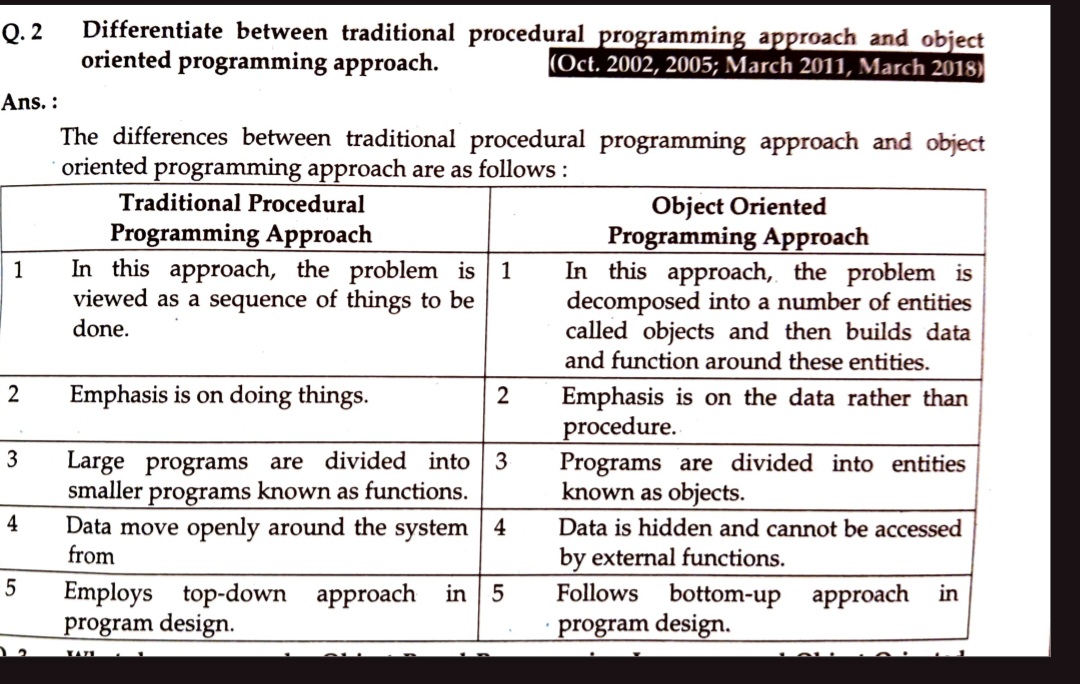 Q. 2 Differentiate between traditional procedural programming approach and object
oriented programming approach. (Oct. 2002, 2005; March 2011, March 2018)
Ans. :
The differences between traditional procedural programming approach and object
oriented programming approach are as follows :
Traditional Procedural
Programming Approach
Object Oriented
Programming Approach
1 In this approach, the problem is
viewed as a sequence of things to be
done.
1 In this approach, the problem is
decomposed into a number of entities
called objects and then builds data
and function around these entities.
2 Emphasis is on doing things.
2 Emphasis is on the data rather than
procedure.
3 Large programs are divided into
smaller programs known as functions.
3 Programs are divided into entities
known as objects.
4 Data move openly around the system
from
4 Data is hidden and cannot be accessed
by external functions.
5 Employs top-down approach in
program design.
5 Follows bottom-up approach in
program design.